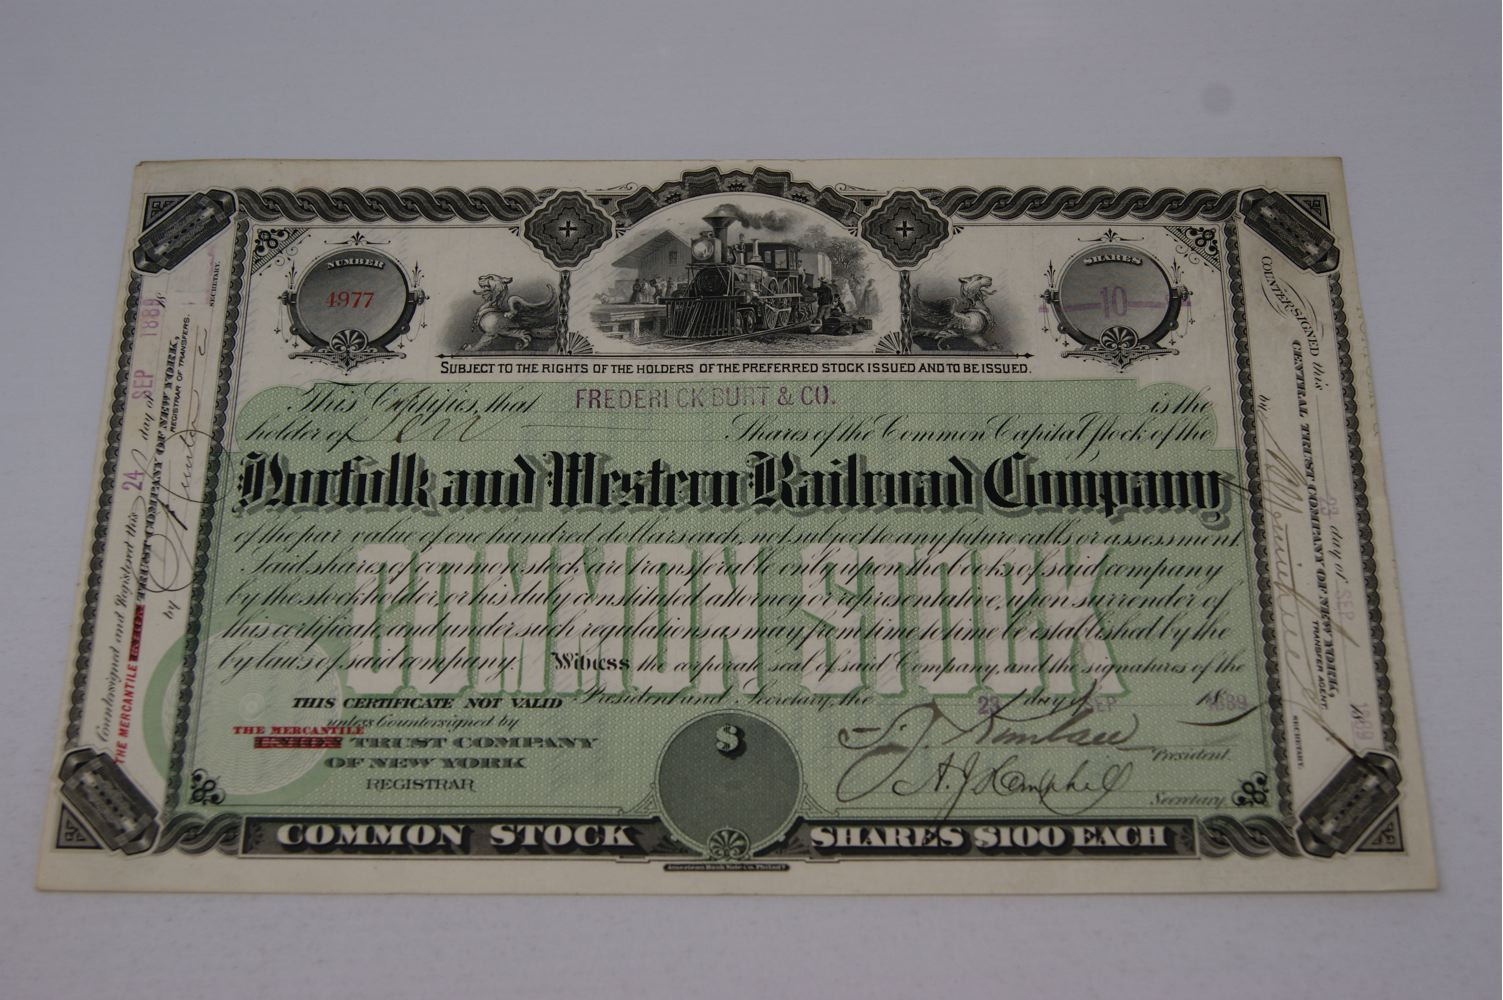 NUMBER
4977
SHARES
10
SUBJECT TO THE RIGHTS OF THE HOLDERS OF THE PREFERRED STOCK ISSUED AND TO BE ISSUED.
This Certifies, that FREDERICK BURT & CO. is the
holder of Ten Shares of the Common Capital Stock of the
Norfolk and Western Railroad Company
of the par value of one hundred dollars each, not subject to any future calls or assessment
Said shares of common stock are transferable only upon the books of said company
by the stockholder, or his duly constituted attorney or representative, upon surrender of
this certificate, and under such regulations as may from time to time be established by the
by-laws of said company. Witness the corporate seal of said Company, and the signatures of the
President and Secretary, the 23 day of SEP 1889
COMMON STOCK
THIS CERTIFICATE NOT VALID
unless Countersigned by
THE MERCANTILE
TRUST COMPANY
OF NEW YORK
REGISTRAR
$
President.
A. J. Hemphill
Secretary.
COMMON STOCK
SHARES $100 EACH
American Bank Note Co. Philad'a
Countersigned and Registered this 24 day of SEP 1889
THE MERCANTILE TRUST COMPANY OF NEW YORK,
REGISTRAR OF TRANSFERS.
by
SECRETARY.
COUNTERSIGNED this 23 day of SEP 1889
CENTRAL TRUST COMPANY OF NEW YORK,
TRANSFER AGENT
by
SECRETARY.